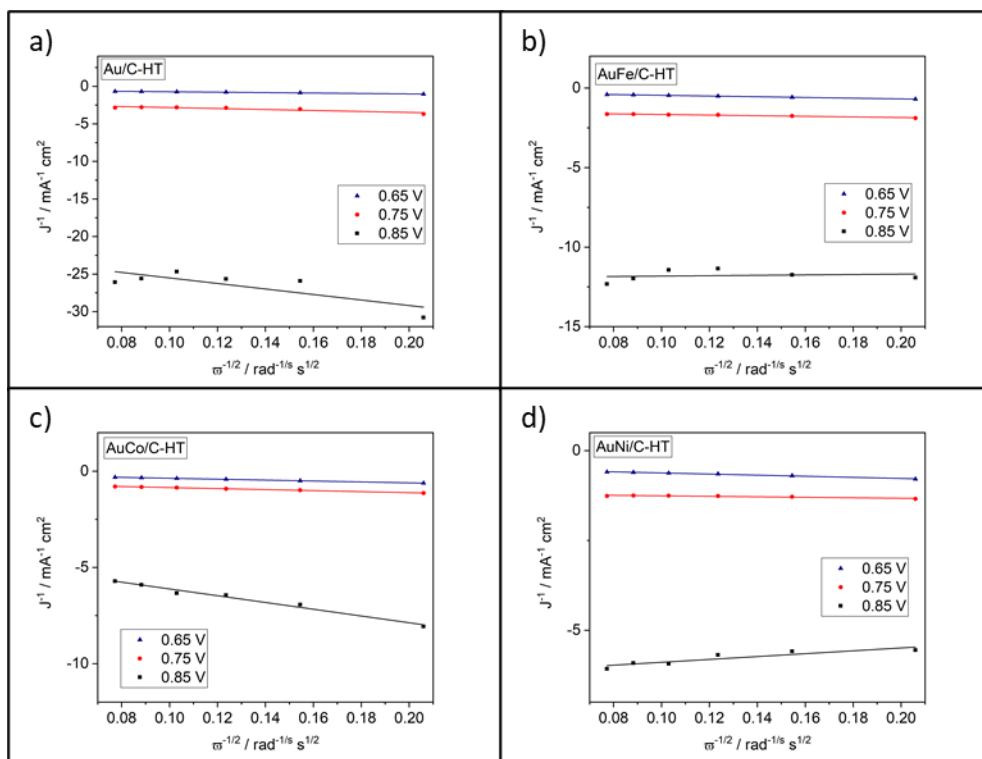 a)
Au/C-HT
J⁻¹ / mA⁻¹ cm²
0
-5
-10
-15
-20
-25
-30
0.65 V
0.75 V
0.85 V
0.08 0.10 0.12 0.14 0.16 0.18 0.20
ϖ⁻¹/² / rad⁻¹/ˢ s¹/²
b)
AuFe/C-HT
J⁻¹ / mA⁻¹ cm²
0
-5
-10
-15
0.65 V
0.75 V
0.85 V
0.08 0.10 0.12 0.14 0.16 0.18 0.20
ϖ⁻¹/² / rad⁻¹/ˢ s¹/²
c)
AuCo/C-HT
J⁻¹ / mA⁻¹ cm²
0
-5
-10
0.65 V
0.75 V
0.85 V
0.08 0.10 0.12 0.14 0.16 0.18 0.20
ϖ⁻¹/² / rad⁻¹/ˢ s¹/²
d)
AuNi/C-HT
J⁻¹ / mA⁻¹ cm²
0
-5
0.65 V
0.75 V
0.85 V
0.08 0.10 0.12 0.14 0.16 0.18 0.20
ϖ⁻¹/² / rad⁻¹/ˢ s¹/²